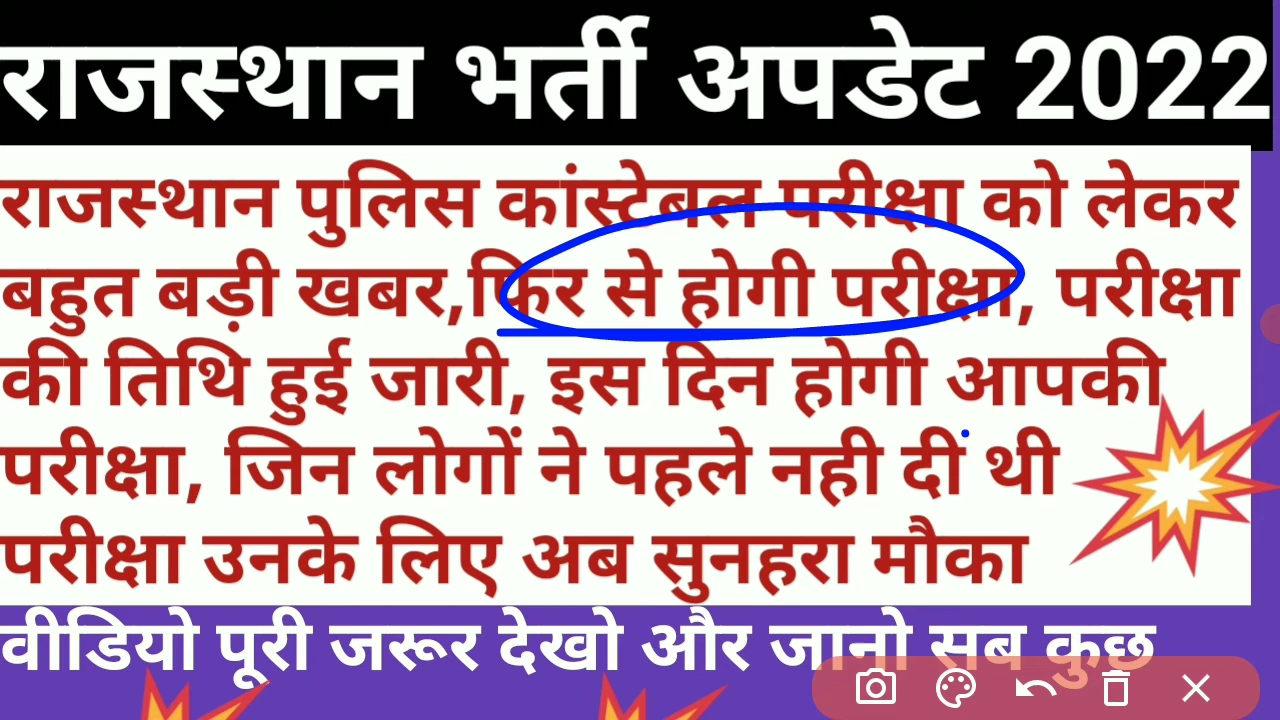 राजस्थान भर्ती अपडेट 2022
राजस्थान पुलिस कांस्टेबल परीक्षा को लेकर
बहुत बड़ी खबर,फिर से होगी परीक्षा, परीक्षा
की तिथि हुई जारी, इस दिन होगी आपकी
परीक्षा, जिन लोगों ने पहले नही दी थी
परीक्षा उनके लिए अब सुनहरा मौका
वीडियो पूरी जरूर देखो और जानो सब कुछ